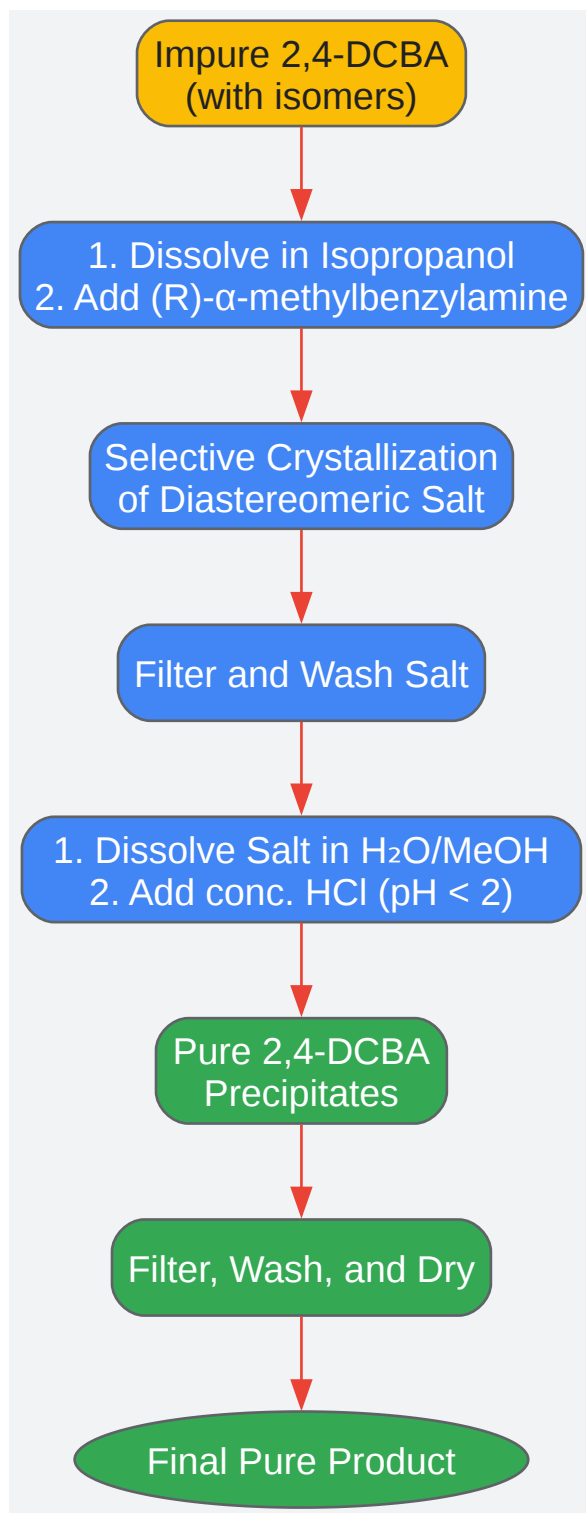 Impure 2,4-DCBA
(with isomers)
1. Dissolve in Isopropanol
2. Add (R)-α-methylbenzylamine
Selective Crystallization
of Diastereomeric Salt
Filter and Wash Salt
1. Dissolve Salt in H₂O/MeOH
2. Add conc. HCl (pH < 2)
Pure 2,4-DCBA
Precipitates
Filter, Wash, and Dry
Final Pure Product